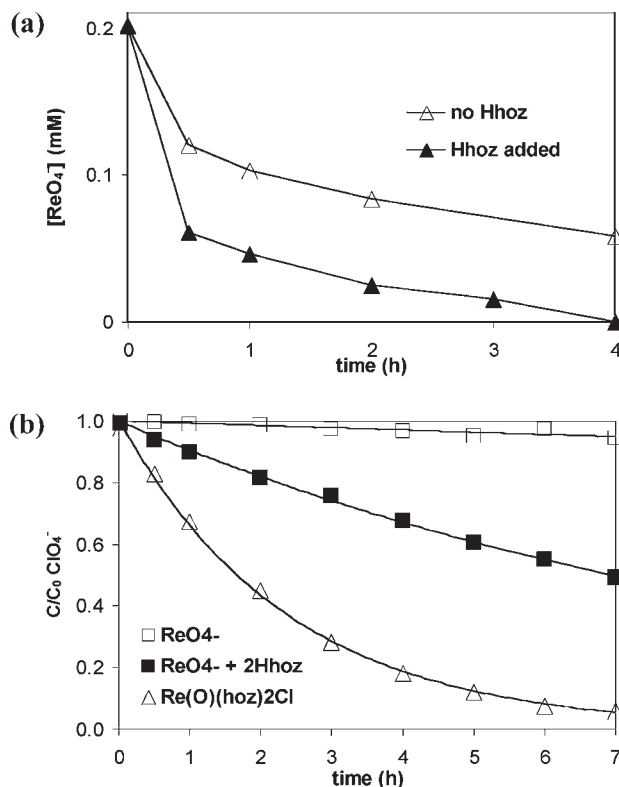 (a)
0.2
0.1
0
[ReO₄⁻] (mM)
no Hhoz
Hhoz added
0 1 2 3 4
time (h)
(b)
1.0
0.8
0.6
0.4
0.2
0.0
C/C₀ ClO₄⁻
ReO4-
ReO4- + 2Hhoz
Re(O)(hoz)2Cl
0 1 2 3 4 5 6 7
time (h)